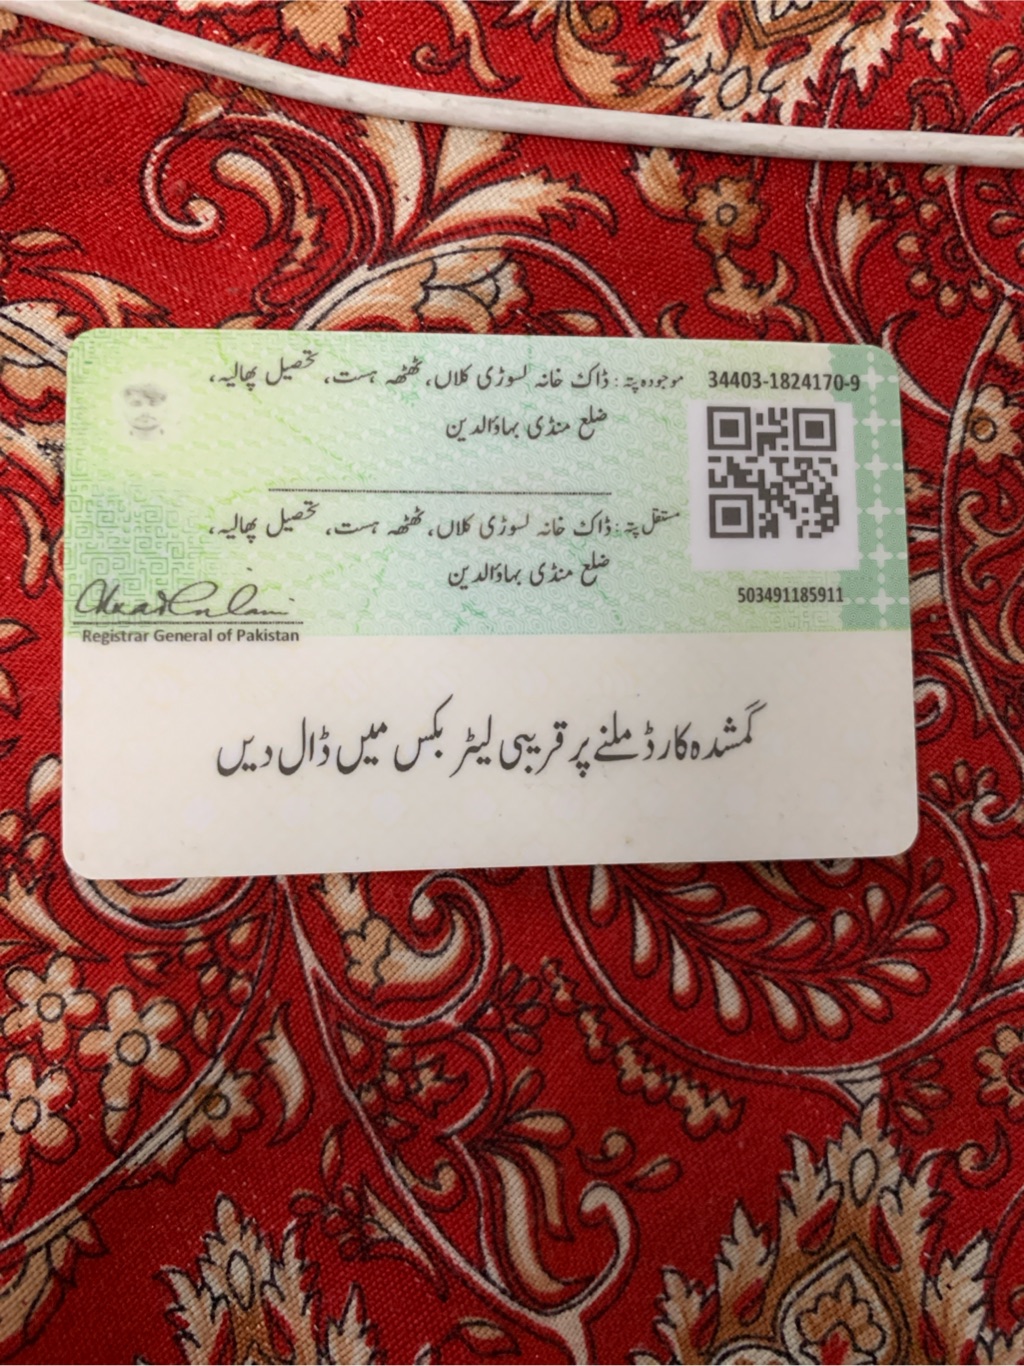 34403-1824170-9
موجودہ پتہ : ڈاک خانہ لسوڑی کلاں، ٹھٹھہ ہست، تحصیل پھالیہ،
ضلع منڈی بہاؤالدین
مستقل پتہ : ڈاک خانہ لسوڑی کلاں، ٹھٹھہ ہست، تحصیل پھالیہ،
ضلع منڈی بہاؤالدین
503491185911
Registrar General of Pakistan
گمشدہ کارڈ ملنے پر قریبی لیٹر بکس میں ڈال دیں